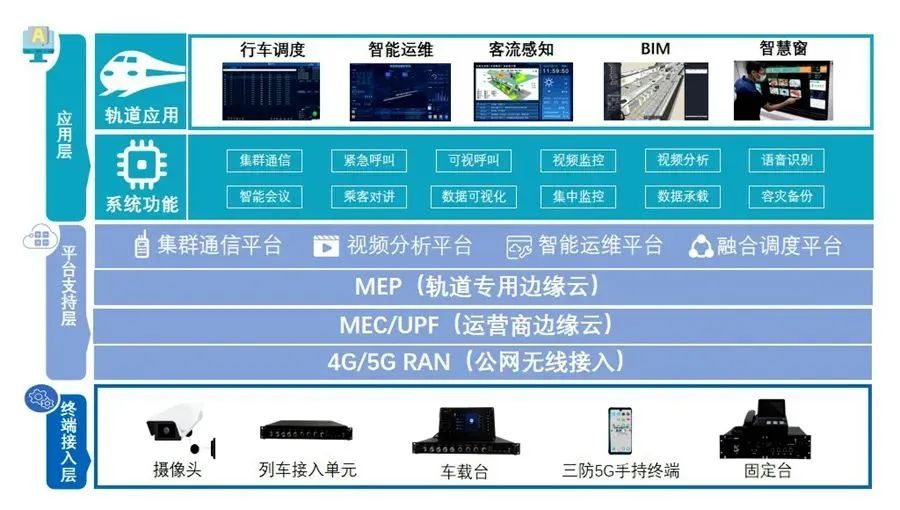 A
应用层
轨道应用
行车调度
智能运维
客流感知
BIM
智慧窗
11:59:50
系统功能
集群通信
紧急呼叫
可视呼叫
视频监控
视频分析
语音识别
智能会议
乘客对讲
数据可视化
集中监控
数据承载
容灾备份
平台支持层
集群通信平台
视频分析平台
智能运维平台
融合调度平台
MEP（轨道专用边缘云）
MEC/UPF（运营商边缘云）
4G/5G RAN（公网无线接入）
终端接入层
摄像头
列车接入单元
车载台
三防5G手持终端
固定台